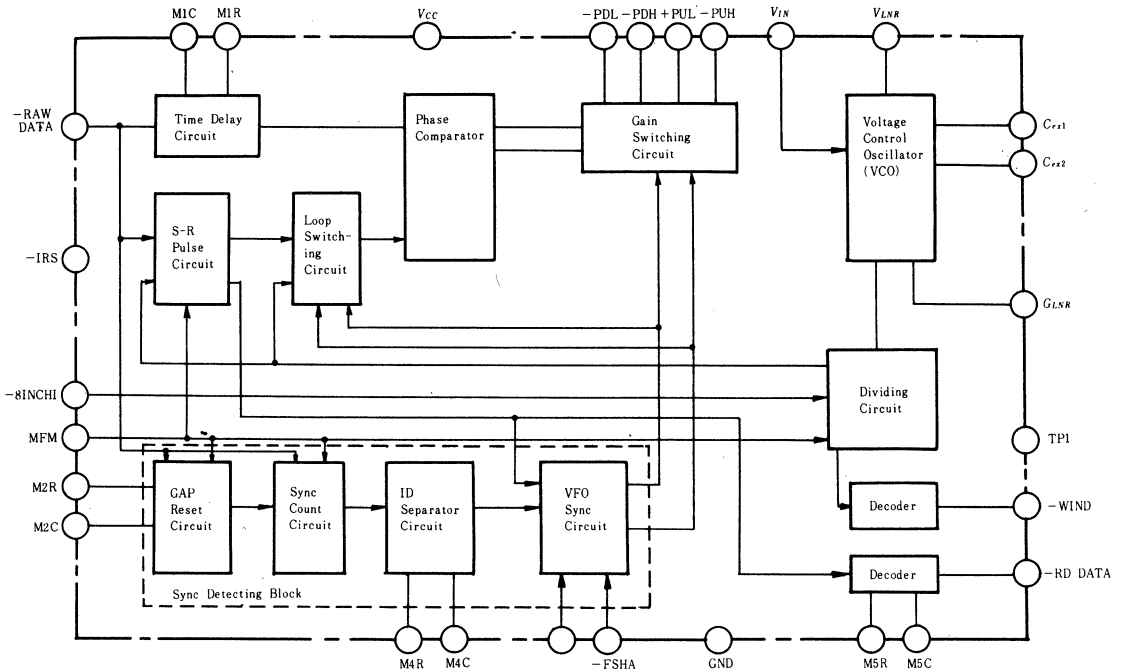 M1C M1R VCC -PDL -PDH +PUL -PUH VIN VLNR
-RAW
DATA
Time Delay
Circuit
Phase
Comparator
Gain
Switching
Circuit
Voltage
Control
Oscillator
(VCO)
Cex1
Cex2
S-R
Pulse
Circuit
Loop
Switch-
ing
Circuit
-IRS
GLNR
-8INCHI
Dividing
Circuit
MFM
TP1
M2R
M2C
GAP
Reset
Circuit
Sync
Count
Circuit
ID
Separator
Circuit
VFO
Sync
Circuit
Decoder
-WIND
Decoder
-RD DATA
Sync Detecting Block
M4R M4C -FSHA GND M5R M5C